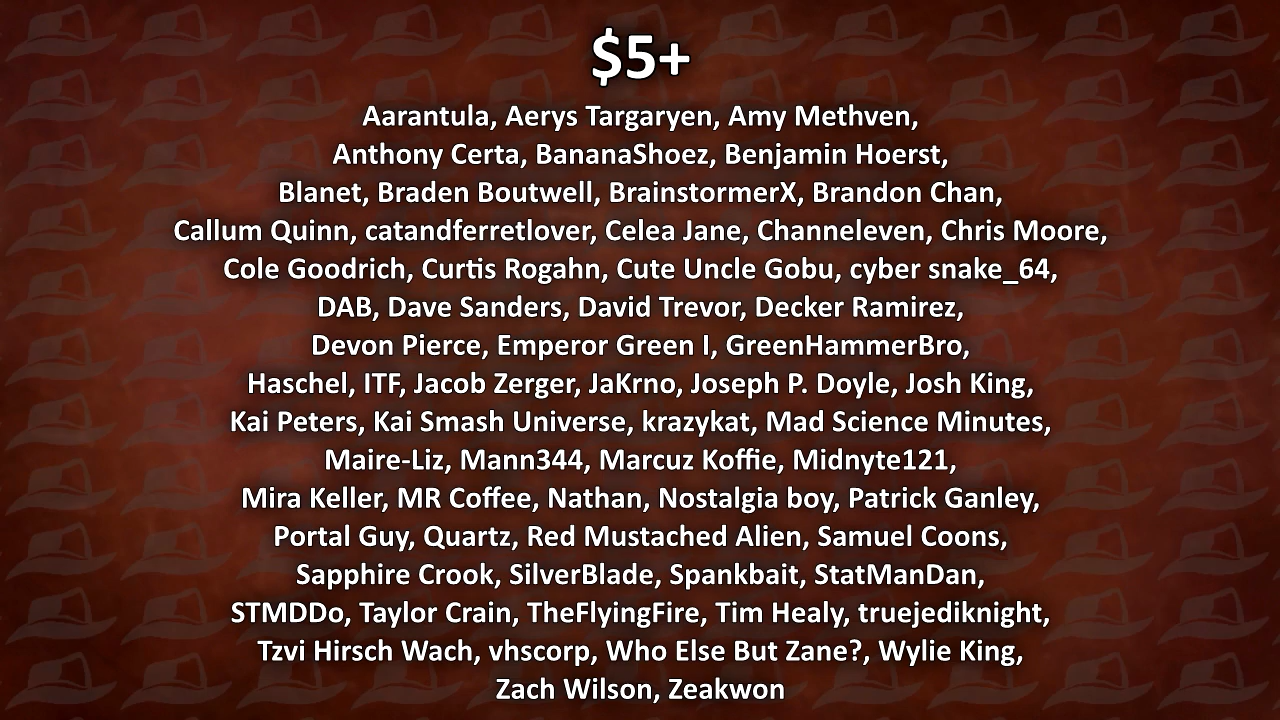 $5+
Aarantula, Aerys Targaryen, Amy Methven,
Anthony Certa, BananaShoez, Benjamin Hoerst,
Blanet, Braden Boutwell, BrainstormerX, Brandon Chan,
Callum Quinn, catandferretlover, Celea Jane, Channeleven, Chris Moore,
Cole Goodrich, Curtis Rogahn, Cute Uncle Gobu, cyber snake_64,
DAB, Dave Sanders, David Trevor, Decker Ramirez,
Devon Pierce, Emperor Green I, GreenHammerBro,
Haschel, ITF, Jacob Zerger, JaKrno, Joseph P. Doyle, Josh King,
Kai Peters, Kai Smash Universe, krazykat, Mad Science Minutes,
Maire-Liz, Mann344, Marcuz Koffie, Midnyte121,
Mira Keller, MR Coffee, Nathan, Nostalgia boy, Patrick Ganley,
Portal Guy, Quartz, Red Mustached Alien, Samuel Coons,
Sapphire Crook, SilverBlade, Spankbait, StatManDan,
STMDDo, Taylor Crain, TheFlyingFire, Tim Healy, truejediknight,
Tzvi Hirsch Wach, vhscorp, Who Else But Zane?, Wylie King,
Zach Wilson, Zeakwon